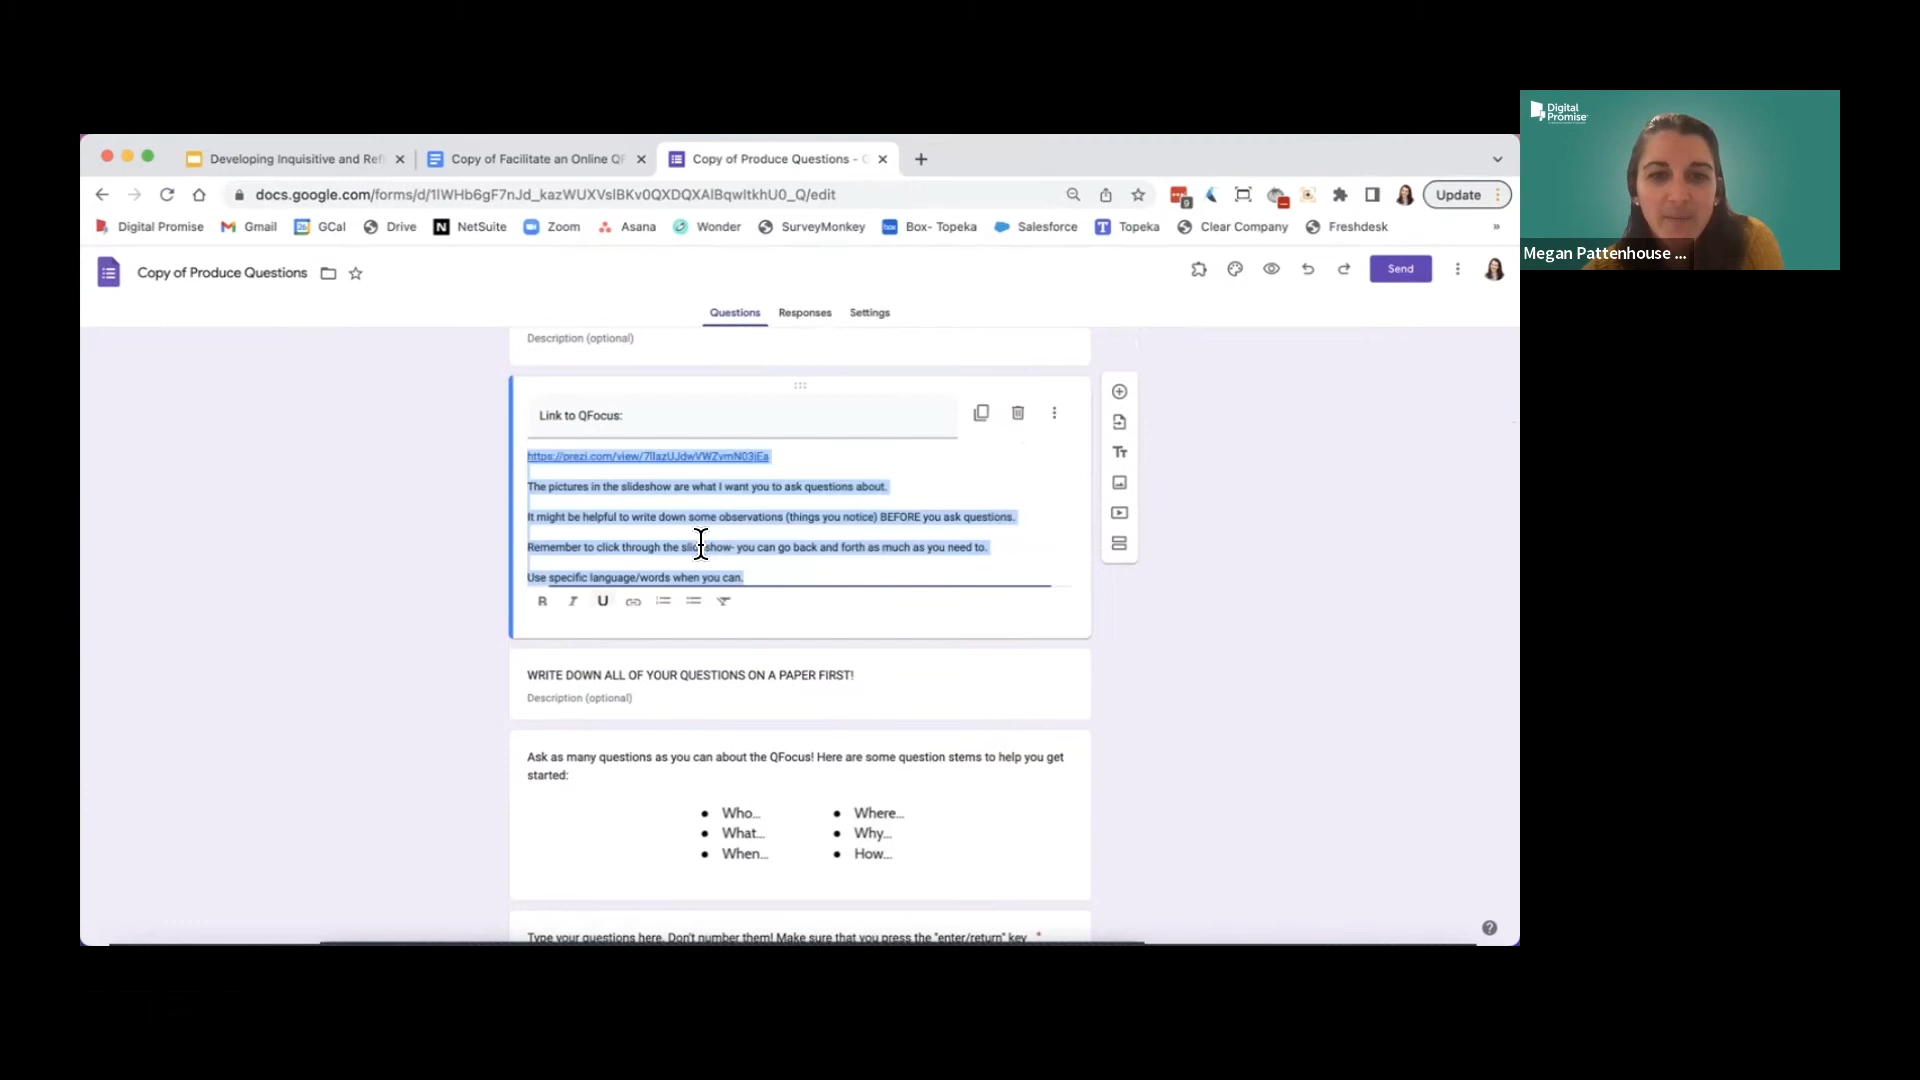 Digital
Promise
Megan Pattenhouse ...
Developing Inquisitive and Ref
Copy of Facilitate an Online QF
Copy of Produce Questions - G
docs.google.com/forms/d/
Update
Digital Promise
Gmail
GCal
Drive
NetSuite
Zoom
Asana
Wonder
SurveyMonkey
Box- Topeka
Salesforce
Topeka
Clear Company
Freshdesk
Copy of Produce Questions
Send
Questions
Responses
Settings
Description (optional)
Link to QFocus:
The pictures in the slideshow are what I want you to ask questions about.
It might be helpful to write down some observations (things you notice) BEFORE you ask questions.
Remember to click through the slideshow- you can go back and forth as much as you need to.
Use specific language/words when you can.
B I U
WRITE DOWN ALL OF YOUR QUESTIONS ON A PAPER FIRST!
Description (optional)
Ask as many questions as you can about the QFocus! Here are some question stems to help you get
started:
• Who...
• What...
• When...
• Where...
• Why...
• How...
Type your questions here. Don't number them! Make sure that you press the "enter/return" key *